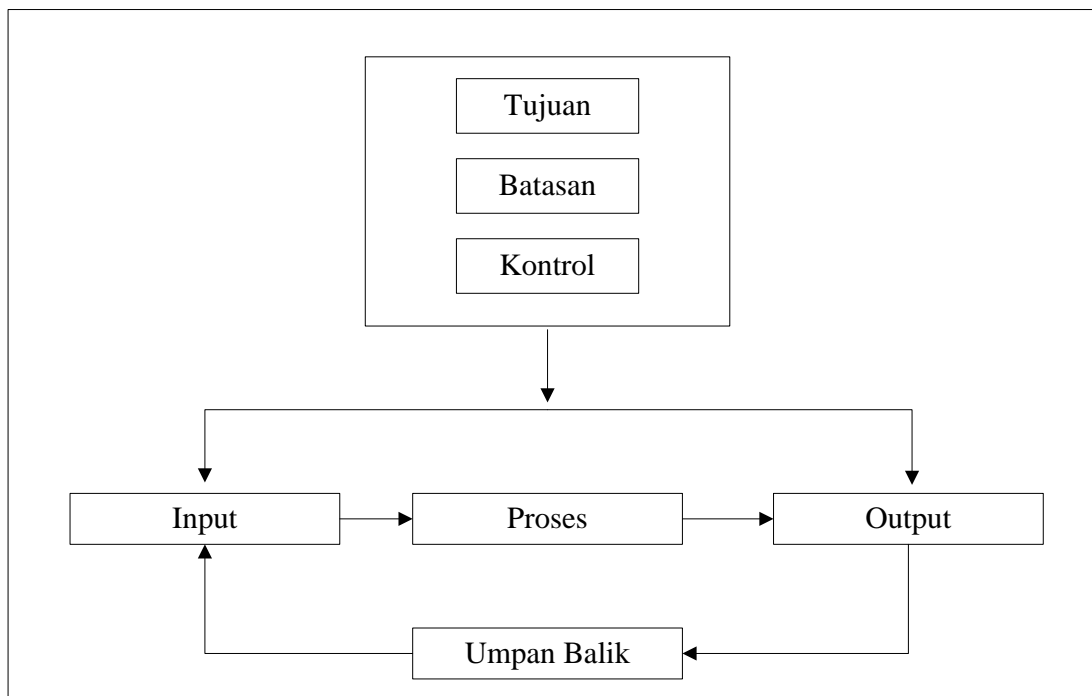 Tujuan
Batasan
Kontrol
Input
Proses
Output
Umpan Balik